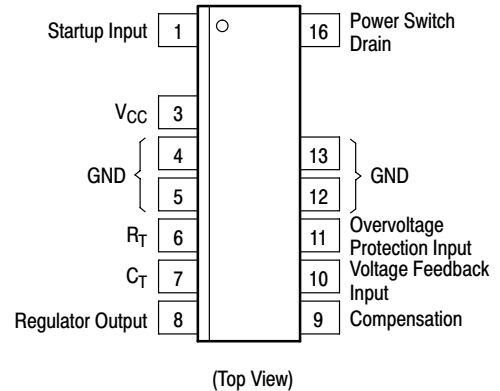 Startup Input 1 16 Power Switch
Drain
VCC 3
GND 4 13 GND
5 12
RT 6 11 Overvoltage
Protection Input
CT 7 10 Voltage Feedback
Input
Regulator Output 8 9 Compensation
(Top View)